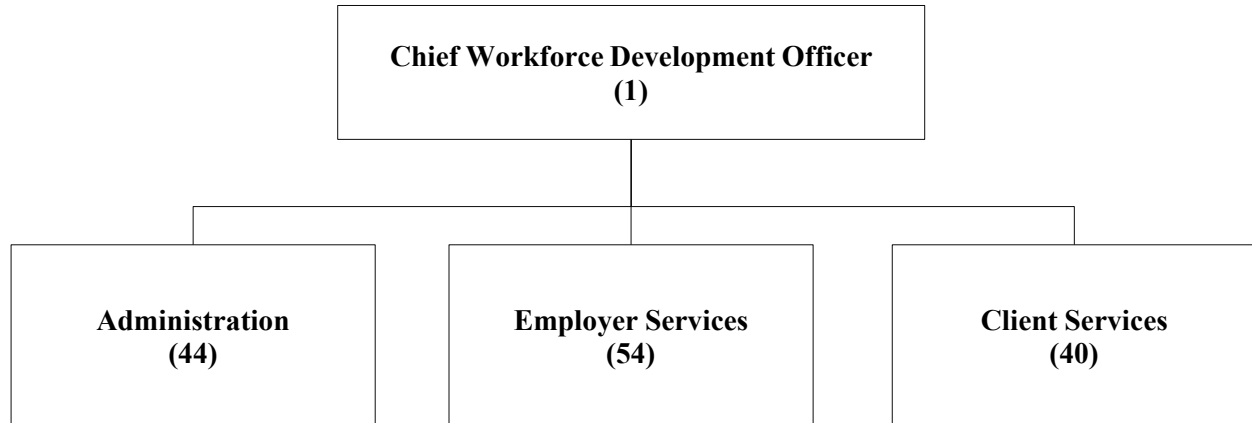 Chief Workforce Development Officer
(1)
Administration
(44)
Employer Services
(54)
Client Services
(40)